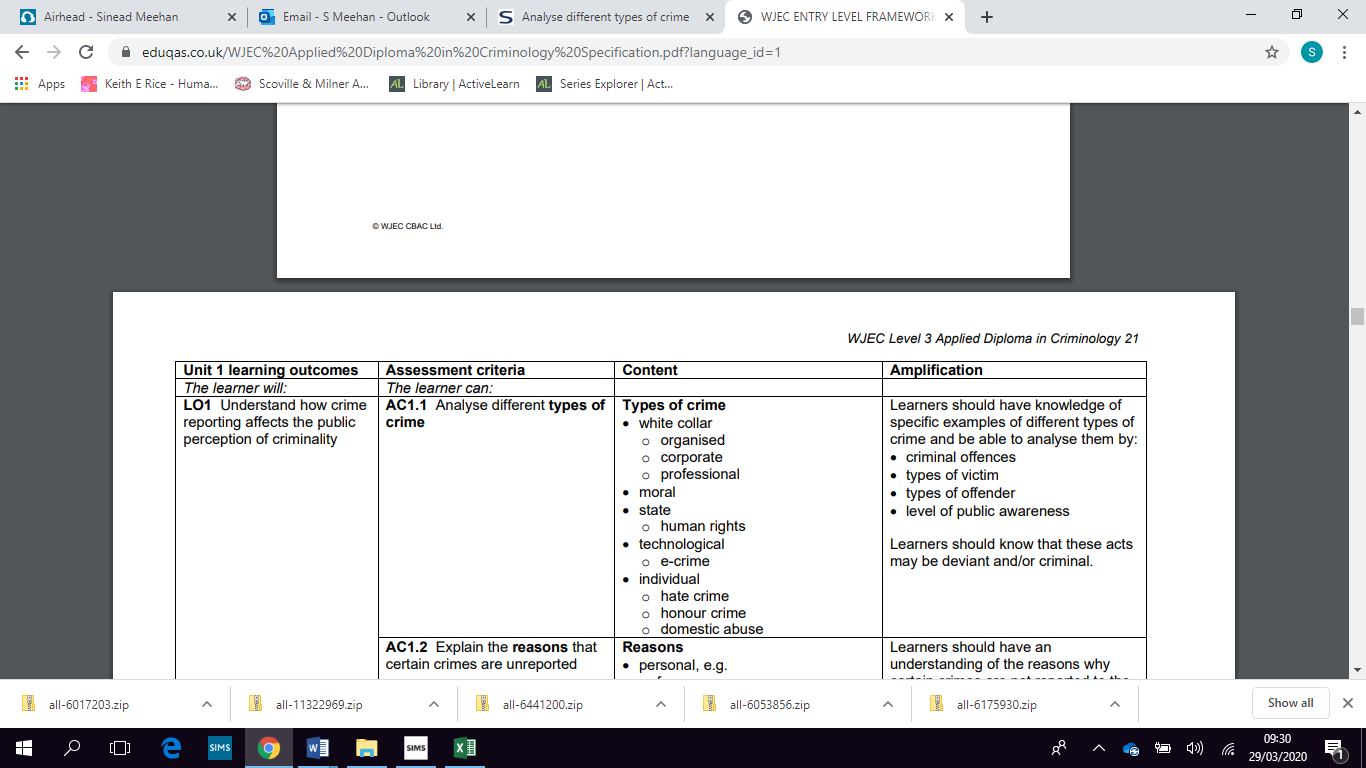 Airhead - Sinead Meehan
Email - S Meehan - Outlook
Analyse different types of crime
WJEC ENTRY LEVEL FRAMEWORK
eduqas.co.uk/WJEC%20Applied%20Diploma%20in%20Criminology%20Specification.pdf?language_id=1
S
Apps
Keith E Rice - Huma...
Scoville & Milner A...
AL Library | ActiveLearn
AL Series Explorer | Act...
© WJEC CBAC Ltd.
WJEC Level 3 Applied Diploma in Criminology 21
Unit 1 learning outcomes
Assessment criteria
Content
Amplification
The learner will:
The learner can:
LO1 Understand how crime
reporting affects the public
perception of criminality
AC1.1 Analyse different types of
crime
Types of crime
• white collar
o organised
o corporate
o professional
• moral
• state
o human rights
• technological
o e-crime
• individual
o hate crime
o honour crime
o domestic abuse
Learners should have knowledge of
specific examples of different types of
crime and be able to analyse them by:
• criminal offences
• types of victim
• types of offender
• level of public awareness
Learners should know that these acts
may be deviant and/or criminal.
AC1.2 Explain the reasons that
certain crimes are unreported
Reasons
• personal, e.g.
Learners should have an
understanding of the reasons why
all-6017203.zip
all-11322969.zip
all-6441200.zip
all-6053856.zip
all-6175930.zip
Show all
SIMS
SIMS
09:30
29/03/2020
1